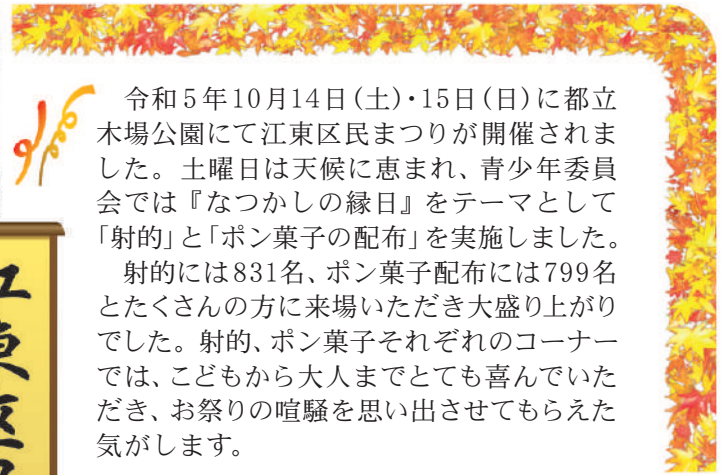 令和5年10月14日(土)・15日(日)に都立
木場公園にて江東区民まつりが開催されま
した。土曜日は天候に恵まれ、青少年委員
会では『なつかしの縁日』をテーマとして
「射的」と「ポン菓子の配布」を実施しました。
　射的には831名、ポン菓子配布には799名
とたくさんの方に来場いただき大盛り上がり
でした。射的、ポン菓子それぞれのコーナー
では、こどもから大人までとても喜んでいた
だき、お祭りの喧騒を思い出させてもらえた
気がします。
江東区